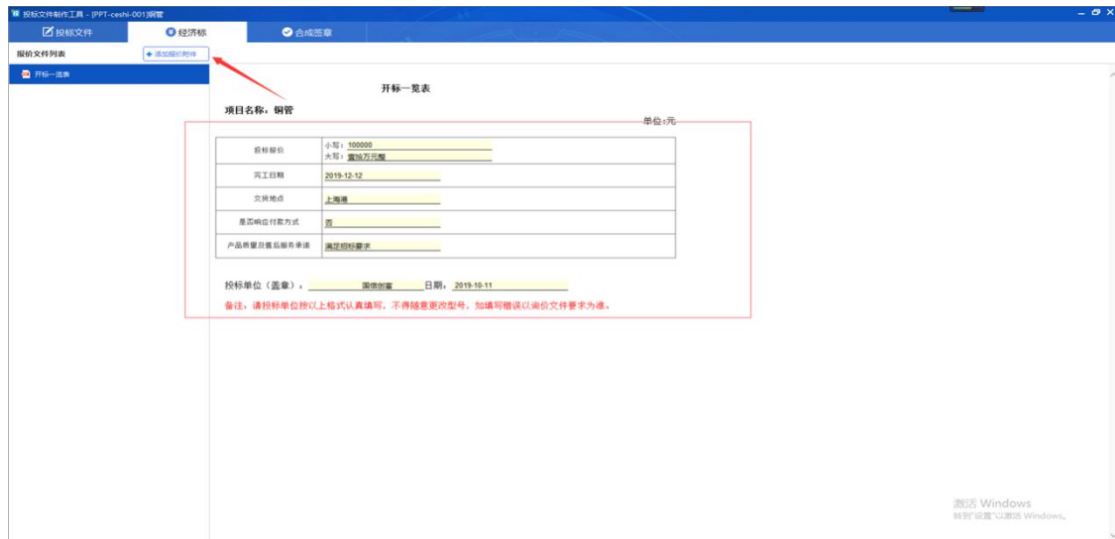 投标文件制作工具 - [PPT-ceshi-001]铜管
投标文件
经济标
合成签章
报价文件列表
添加报价附件
开标一览表
开标一览表
项目名称：铜管
单位:元
投标报价
小写：100000
大写：壹拾万元整
完工日期
2019-12-12
交货地点
上海港
是否响应付款方式
否
产品质量及售后服务承诺
满足招标要求
投标单位（盖章）： 国信创富 日期： 2019-10-11
备注：请投标单位按以上格式认真填写，不得随意更改型号，如填写错误以询价文件要求为准。
激活 Windows
转到"设置"以激活 Windows。